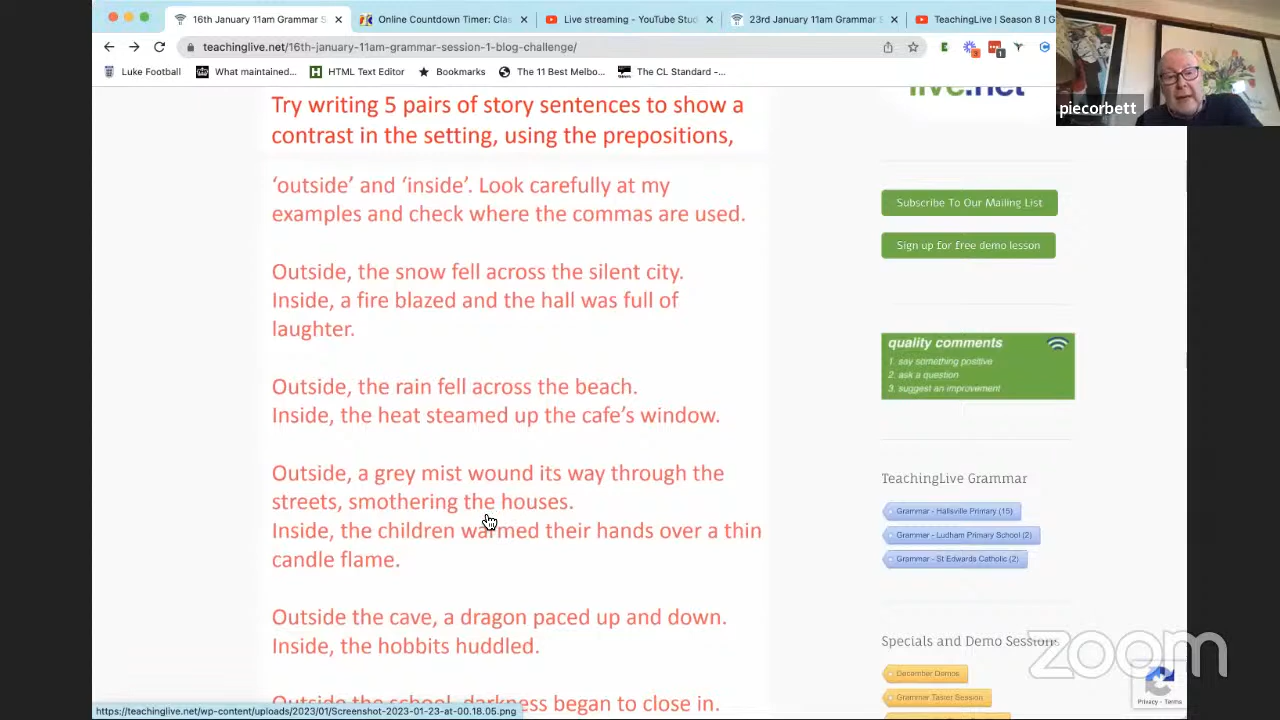 16th January 11am Grammar S
Online Countdown Timer: Clas
Live streaming - YouTube Stud
23rd January 11am Grammar S
TeachingLive | Season 8 | G
teachinglive.net/16th-january-11am-grammar-session-1-blog-challenge/
Luke Football
What maintained...
HTML Text Editor
Bookmarks
The 11 Best Melbo...
The CL Standard -...
piecorbett
live.net
Try writing 5 pairs of story sentences to show a
contrast in the setting, using the prepositions,
'outside' and 'inside'. Look carefully at my
examples and check where the commas are used.
Outside, the snow fell across the silent city.
Inside, a fire blazed and the hall was full of
laughter.
Outside, the rain fell across the beach.
Inside, the heat steamed up the cafe's window.
Outside, a grey mist wound its way through the
streets, smothering the houses.
Inside, the children warmed their hands over a thin
candle flame.
Outside the cave, a dragon paced up and down.
Inside, the hobbits huddled.
Outside the school, darkness began to close in.
Subscribe To Our Mailing List
Sign up for free demo lesson
quality comments
1. say something positive
2. ask a question
3. suggest an improvement
TeachingLive Grammar
Grammar - Hallsville Primary (15)
Grammar - Ludham Primary School (2)
Grammar - St Edwards Catholic (2)
Specials and Demo Sessions
December Demos
Grammar Taster Session
zoom
Privacy - Terms
https://teachinglive.net/wp-content/uploads/2023/01/Screenshot-2023-01-23-at-00.18.05.png